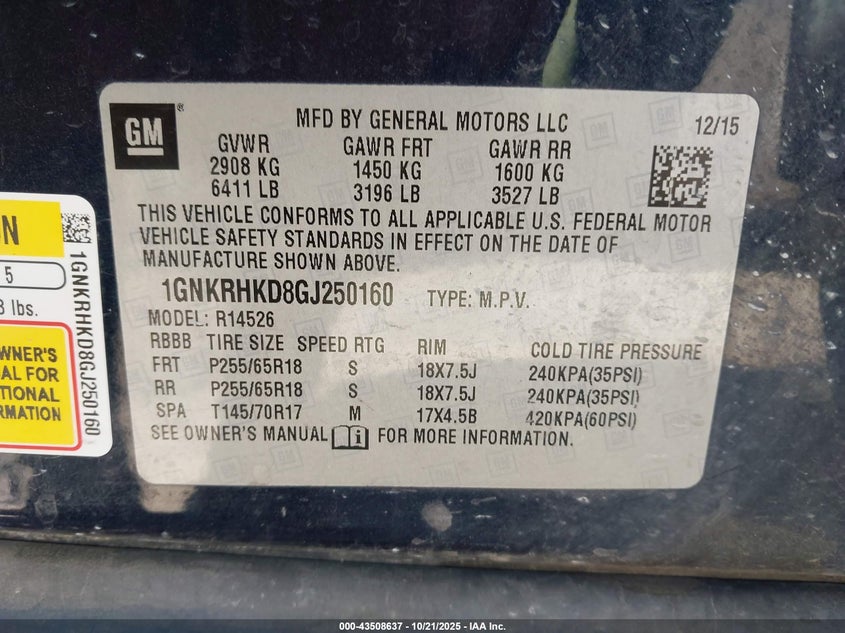 GM
®
MFD BY GENERAL MOTORS LLC 12/15
GVWR GAWR FRT GAWR RR
2908 KG 1450 KG 1600 KG
6411 LB 3196 LB 3527 LB
THIS VEHICLE CONFORMS TO ALL APPLICABLE U.S. FEDERAL MOTOR
VEHICLE SAFETY STANDARDS IN EFFECT ON THE DATE OF
MANUFACTURE SHOWN ABOVE.
1GNKRHKD8GJ250160 TYPE: M.P.V.
MODEL: R14526
RBBB TIRE SIZE SPEED RTG RIM COLD TIRE PRESSURE
FRT P255/65R18 S 18X7.5J 240KPA(35PSI)
RR P255/65R18 S 18X7.5J 240KPA(35PSI)
SPA T145/70R17 M 17X4.5B 420KPA(60PSI)
SEE OWNER'S MANUAL i FOR MORE INFORMATION.
5
lbs.
OWNER'S
FOR
1GNKRHKD8GJ250160
000-43508637 - 10/21/2025 - IAA Inc.